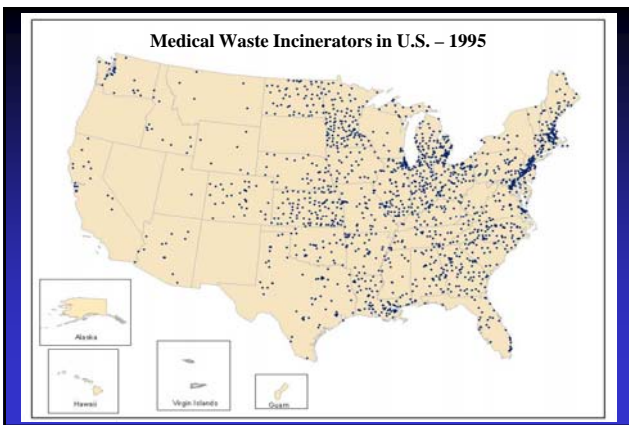 Medical Waste Incinerators in U.S. – 1995
Alaska
Hawaii
Virgin Islands
Guam